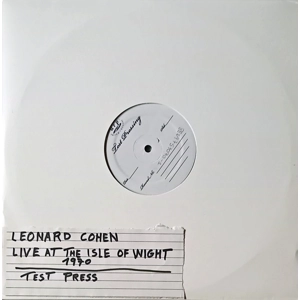 Test Pressing
LEONARD COHEN
LIVE AT THE ISLE OF WIGHT
1970
TEST PRESS